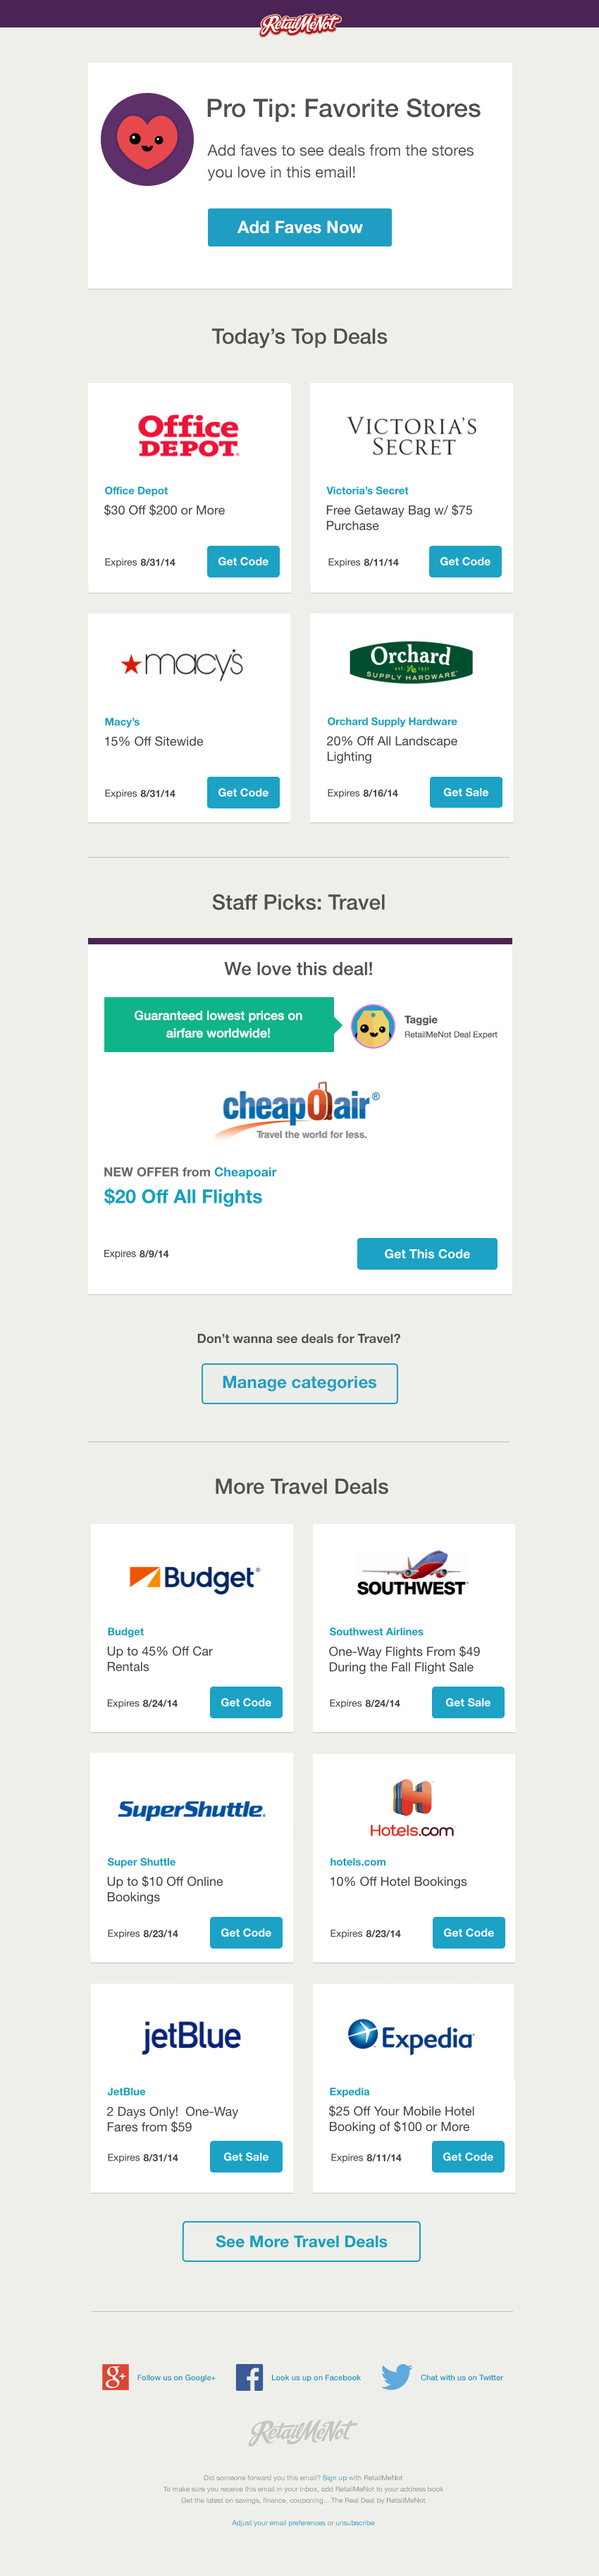 RetailMeNot
Pro Tip: Favorite Stores
Add faves to see deals from the stores
you love in this email!
Add Faves Now
Today's Top Deals
Office
DEPOT.
Office Depot
$30 Off $200 or More
Expires 8/31/14
Get Code
VICTORIA'S
SECRET
Victoria's Secret
Free Getaway Bag w/ $75
Purchase
Expires 8/11/14
Get Code
macy's
Macy's
15% Off Sitewide
Expires 8/31/14
Get Code
Orchard
est. 1931
SUPPLY HARDWARE
Orchard Supply Hardware
20% Off All Landscape
Lighting
Expires 8/16/14
Get Sale
Staff Picks: Travel
We love this deal!
Guaranteed lowest prices on
airfare worldwide!
Taggie
RetailMeNot Deal Expert
cheapOair®
Travel the world for less.
NEW OFFER from Cheapoair
$20 Off All Flights
Expires 8/9/14
Get This Code
Don't wanna see deals for Travel?
Manage categories
More Travel Deals
Budget®
Budget
Up to 45% Off Car
Rentals
Expires 8/24/14
Get Code
SOUTHWEST
Southwest Airlines
One-Way Flights From $49
During the Fall Flight Sale
Expires 8/24/14
Get Sale
SuperShuttle.
Super Shuttle
Up to $10 Off Online
Bookings
Expires 8/23/14
Get Code
H
Hotels.com
hotels.com
10% Off Hotel Bookings
Expires 8/23/14
Get Code
jetBlue
JetBlue
2 Days Only!  One-Way
Fares from $59
Expires 8/31/14
Get Sale
Expedia
Expedia
$25 Off Your Mobile Hotel
Booking of $100 or More
Expires 8/11/14
Get Code
See More Travel Deals
g+ Follow us on Google+
f Look us up on Facebook
Chat with us on Twitter
RetailMeNot
Did someone forward you this email? Sign up with RetailMeNot
To make sure you receive this email in your inbox, add RetailMeNot to your address book
Get the latest on savings, finance, couponing... The Real Deal by RetailMeNot
Adjust your email preferences or unsubscribe